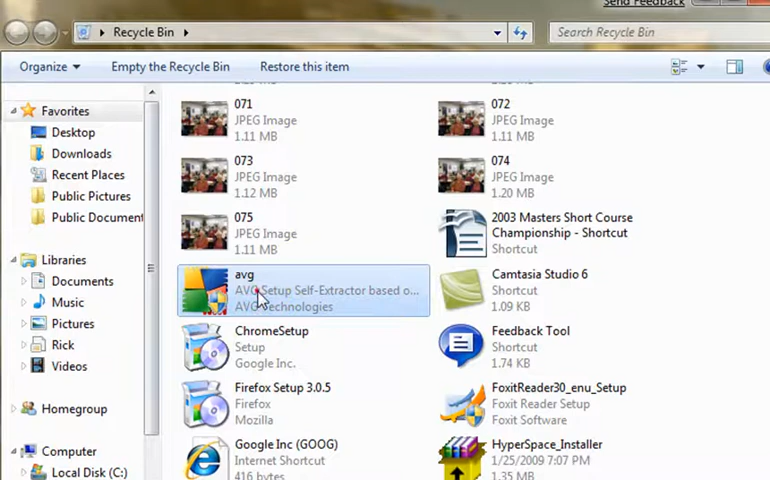 Send Feedback
Recycle Bin
Search Recycle Bin
Organize Empty the Recycle Bin Restore this item
Favorites
Desktop
Downloads
Recent Places
Public Pictures
Public Document
Libraries
Documents
Music
Pictures
Rick
Videos
Homegroup
Computer
Local Disk (C:)
071
JPEG Image
1.11 MB
072
JPEG Image
1.11 MB
073
JPEG Image
1.12 MB
074
JPEG Image
1.20 MB
075
JPEG Image
1.11 MB
2003 Masters Short Course
Championship - Shortcut
Shortcut
avg
AVG Setup Self-Extractor based o...
AVG Technologies
Camtasia Studio 6
Shortcut
1.09 KB
ChromeSetup
Setup
Google Inc.
Feedback Tool
Shortcut
1.74 KB
Firefox Setup 3.0.5
Firefox
Mozilla
FoxitReader30_enu_Setup
Foxit Reader Setup
Foxit Software
Google Inc (GOOG)
Internet Shortcut
416 bytes
HyperSpace_Installer
1/25/2009 7:07 PM
1.35 MB